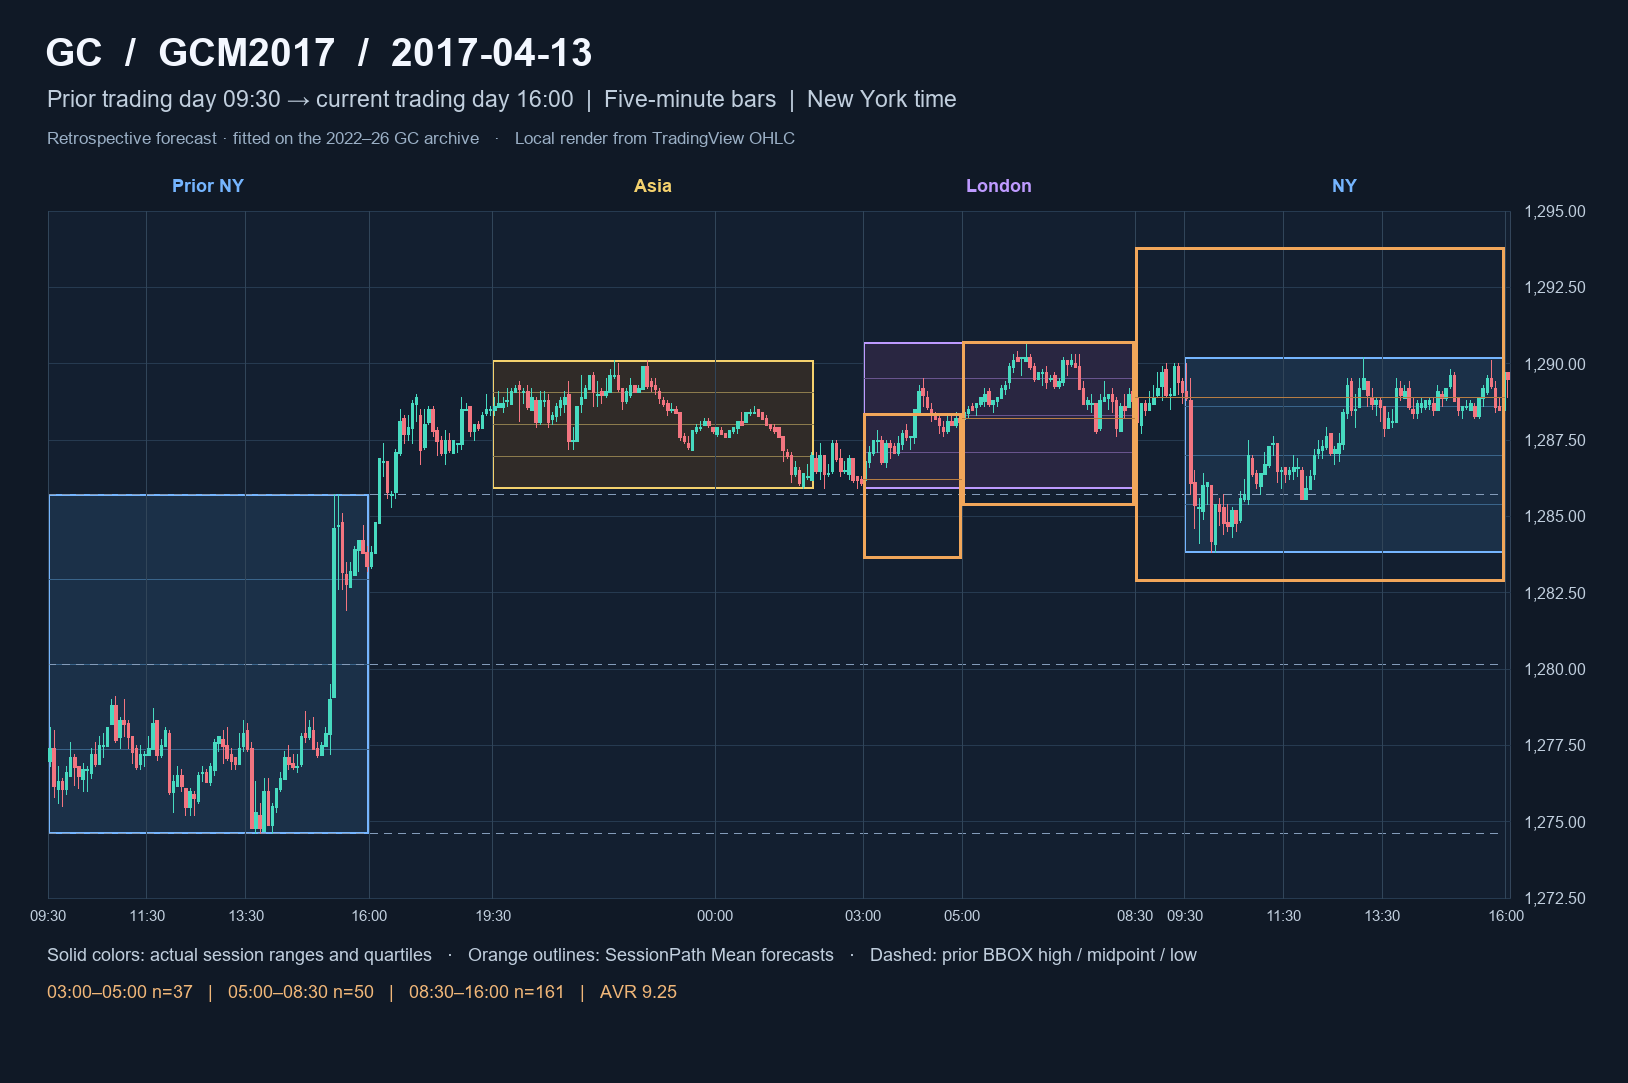 GC / GCM2017 / 2017-04-13
Prior trading day 09:30 → current trading day 16:00 | Five-minute bars | New York time
Retrospective forecast · fitted on the 2022–26 GC archive · Local render from TradingView OHLC
Prior NY Asia London NY
1,295.00
1,292.50
1,290.00
1,287.50
1,285.00
1,282.50
1,280.00
1,277.50
1,275.00
1,272.50
09:30 11:30 13:30 16:00 19:30 00:00 03:00 05:00 08:30 09:30 11:30 13:30 16:00
Solid colors: actual session ranges and quartiles · Orange outlines: SessionPath Mean forecasts · Dashed: prior BBOX high / midpoint / low
03:00–05:00 n=37 | 05:00–08:30 n=50 | 08:30–16:00 n=161 | AVR 9.25